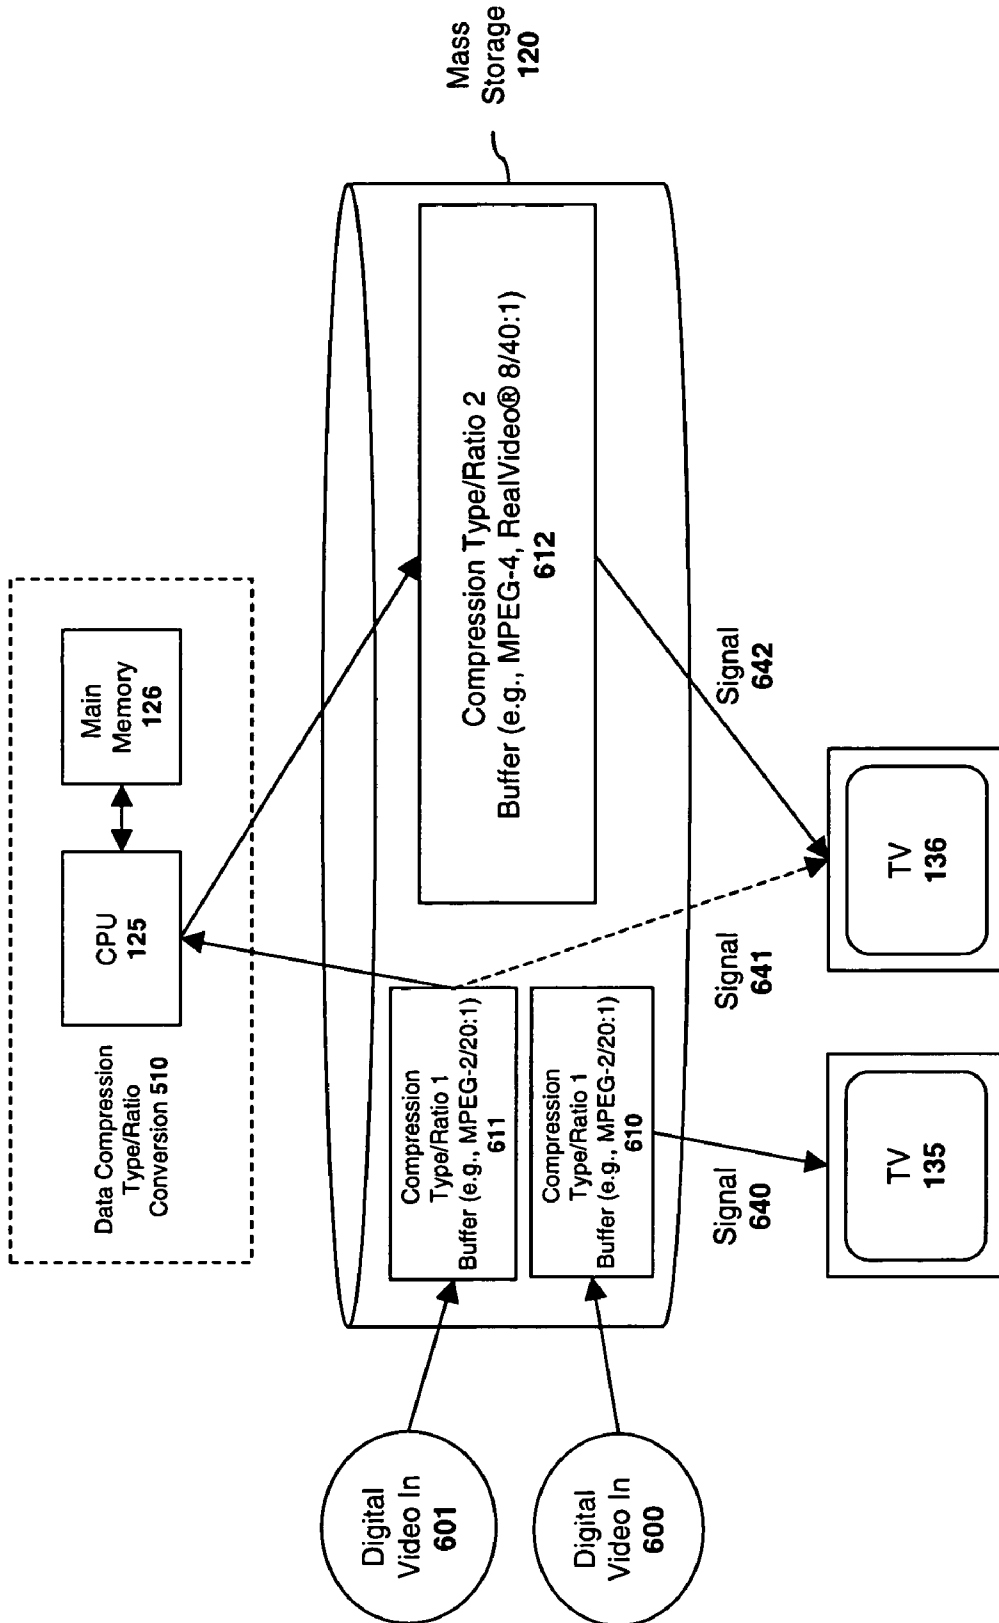 Data Compression
Type/Ratio
Conversion 510
CPU
125
Main
Memory
126
Mass
Storage
120
Digital
Video In
601
Digital
Video In
600
Compression
Type/Ratio 1
Buffer (e.g., MPEG-2/20:1)
611
Compression
Type/Ratio 1
Buffer (e.g., MPEG-2/20:1)
610
Compression Type/Ratio 2
Buffer (e.g., MPEG-4, RealVideo® 8/40:1)
612
Signal
640
Signal
641
Signal
642
TV
135
TV
136